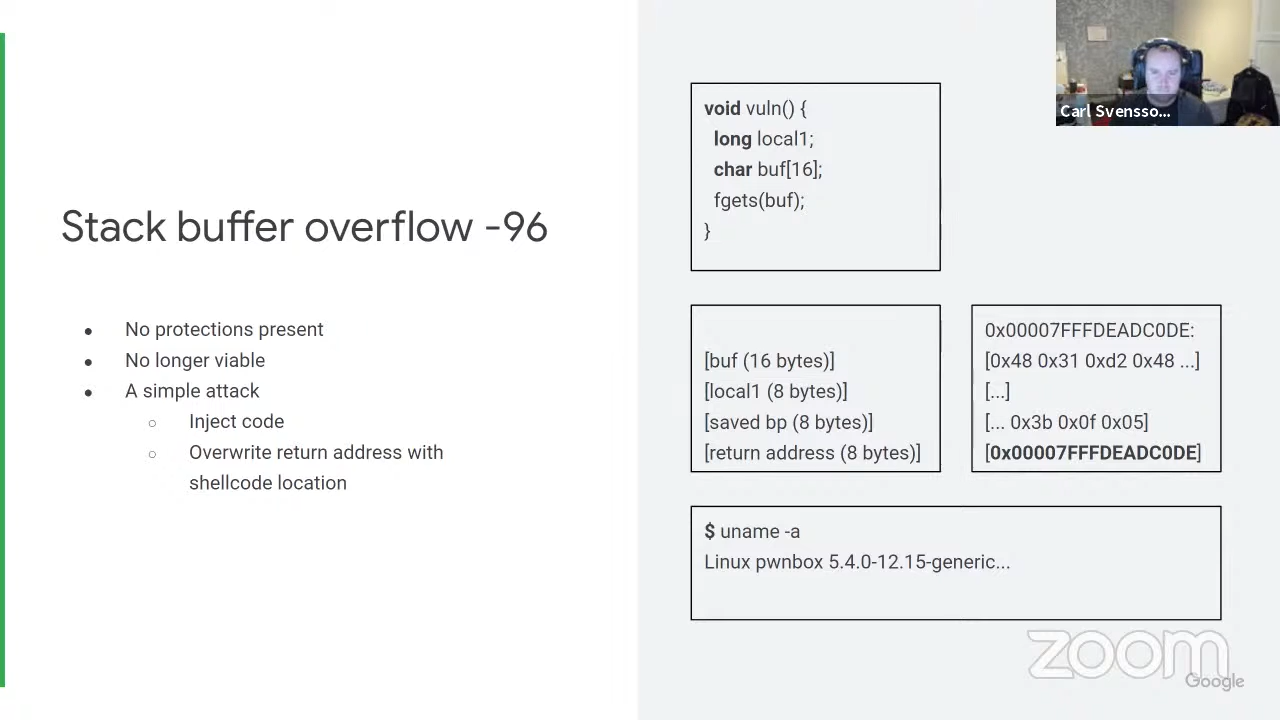 Stack buffer overflow -96
● No protections present
● No longer viable
● A simple attack
○ Inject code
○ Overwrite return address with
shellcode location
void vuln() {
long local1;
char buf[16];
fgets(buf);
}
[buf (16 bytes)]
[local1 (8 bytes)]
[saved bp (8 bytes)]
[return address (8 bytes)]
0x00007FFFDEADC0DE:
[0x48 0x31 0xd2 0x48 ...]
[...]
[... 0x3b 0x0f 0x05]
[0x00007FFFDEADC0DE]
$ uname -a
Linux pwnbox 5.4.0-12.15-generic...
Carl Svensso...
zoom
Google